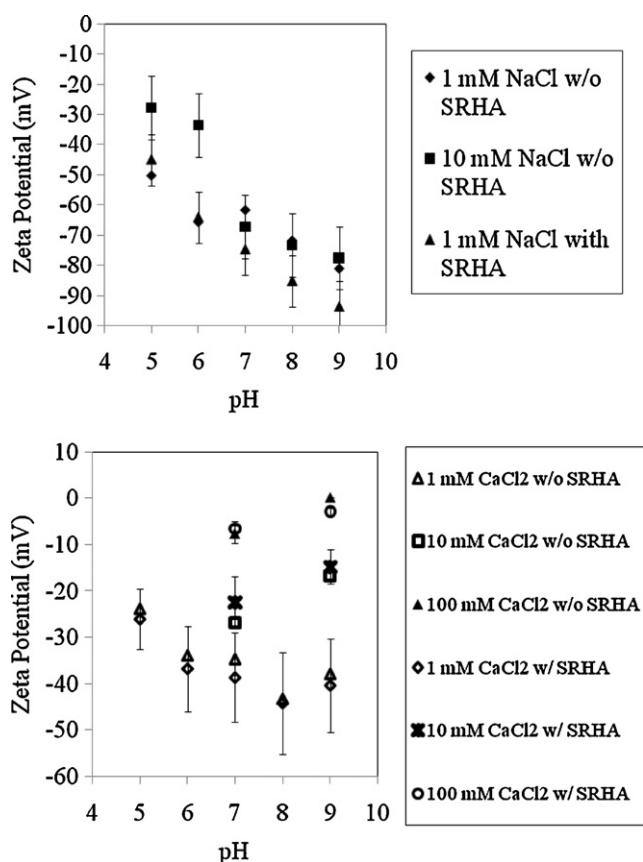 0
-10
-20
-30
-40
-50
-60
-70
-80
-90
-100
Zeta Potential (mV)
4 5 6 7 8 9 10
pH
1 mM NaCl w/o
SRHA
10 mM NaCl w/o
SRHA
1 mM NaCl with
SRHA
10
0
-10
-20
-30
-40
-50
-60
Zeta Potential (mV)
4 5 6 7 8 9 10
pH
1 mM CaCl2 w/o SRHA
10 mM CaCl2 w/o SRHA
100 mM CaCl2 w/o SRHA
1 mM CaCl2 w/ SRHA
10 mM CaCl2 w/ SRHA
100 mM CaCl2 w/ SRHA